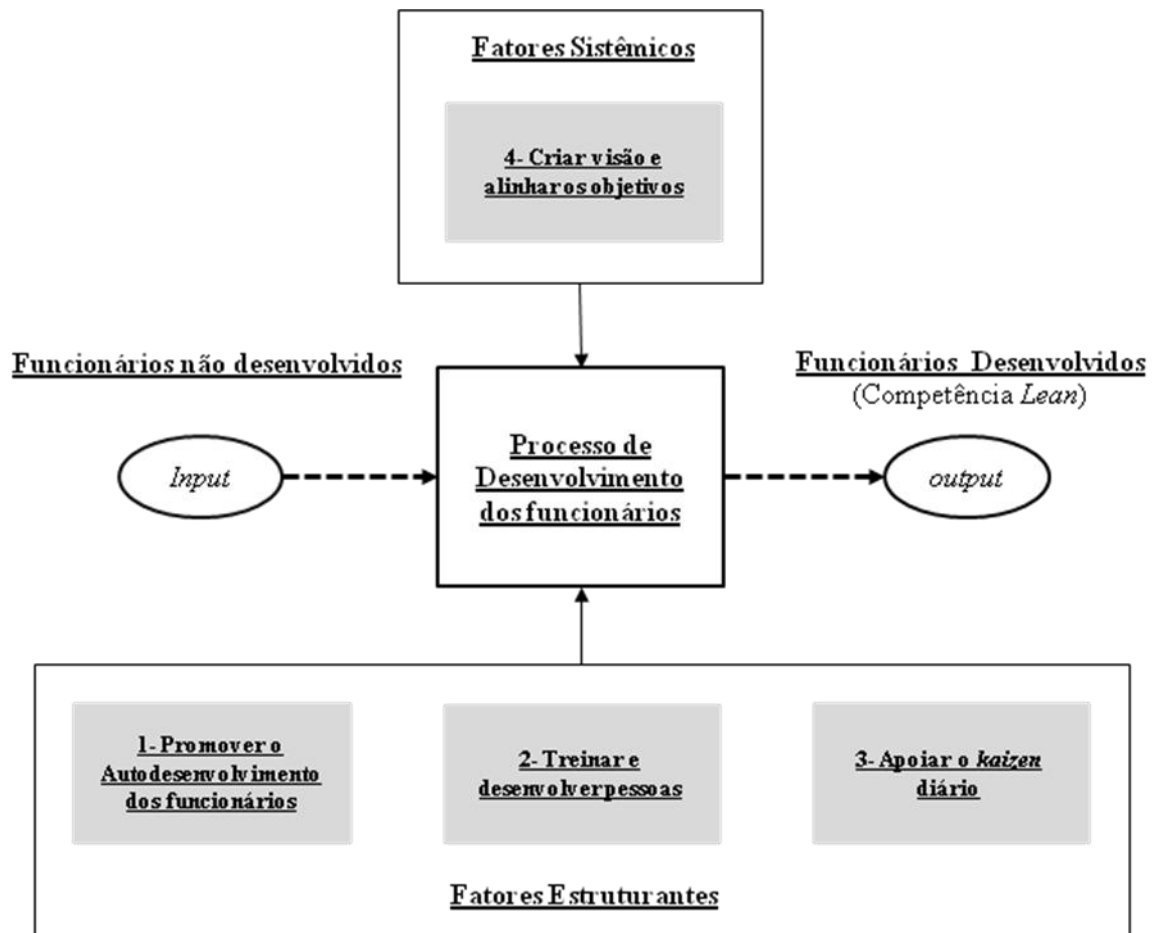 Fatores Sistêmicos
4- Criar visão e
alinhar os objetivos
Funcionários não desenvolvidos
Funcionários Desenvolvidos
(Competência Lean)
Input
Processo de
Desenvolvimento
dos funcionários
output
1- Promover o
Autodesenvolvimento
dos funcionários
2- Treinar e
desenvolver pessoas
3- Apoiar o kaizen
diário
Fatores Estruturantes